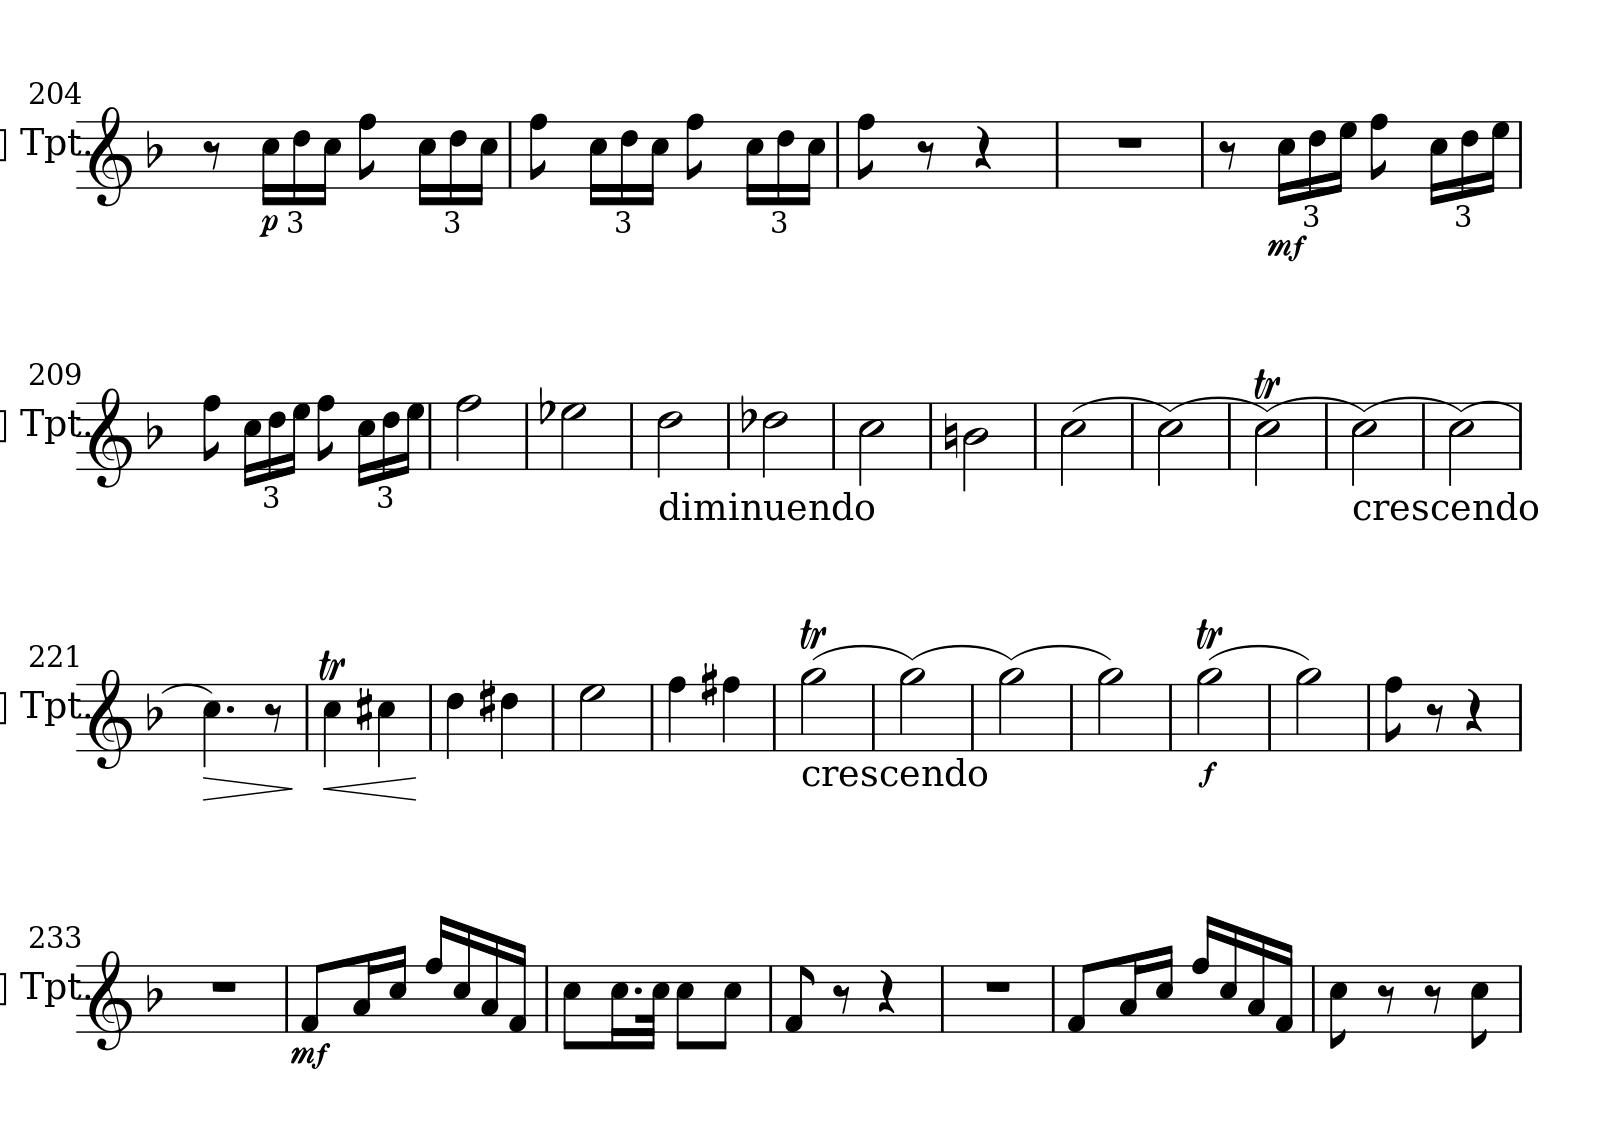 204
Tpt.
3 3 3 3 3 3
p
mf
209
Tpt.
tr
3 3
diminuendo crescendo
221
Tpt.
tr tr tr
crescendo f
233
Tpt.
mf